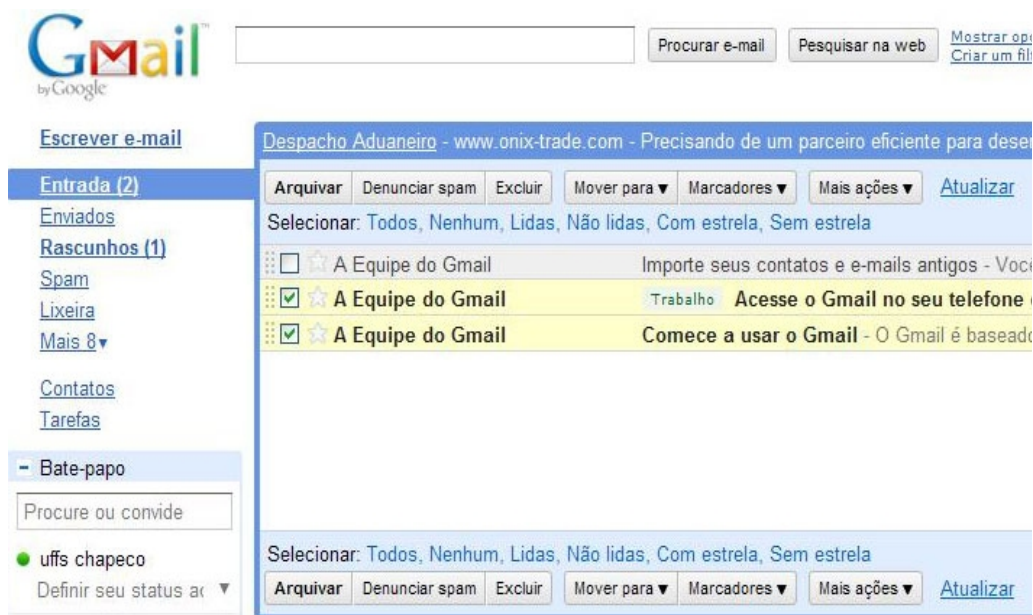 Gmail
by Google
Procurar e-mail
Pesquisar na web
Mostrar
Criar um
Escrever e-mail
Entrada (2)
Enviados
Rascunhos (1)
Spam
Lixeira
Mais 8▾
Contatos
Tarefas
Bate-papo
Procure ou convide
uffs chapeco
Definir seu status
Despacho Aduaneiro - www.onix-trade.com - Precisando de um parceiro eficiente para
Arquivar Denunciar spam Excluir Mover para ▾ Marcadores ▾ Mais ações ▾ Atualizar
Selecionar: Todos, Nenhum, Lidas, Não lidas, Com estrela, Sem estrela
A Equipe do Gmail Importe seus contatos e e-mails antigos -
A Equipe do Gmail Trabalho Acesse o Gmail no seu telefone
A Equipe do Gmail Comece a usar o Gmail - O Gmail é
Selecionar: Todos, Nenhum, Lidas, Não lidas, Com estrela, Sem estrela
Arquivar Denunciar spam Excluir Mover para ▾ Marcadores ▾ Mais ações ▾ Atualizar